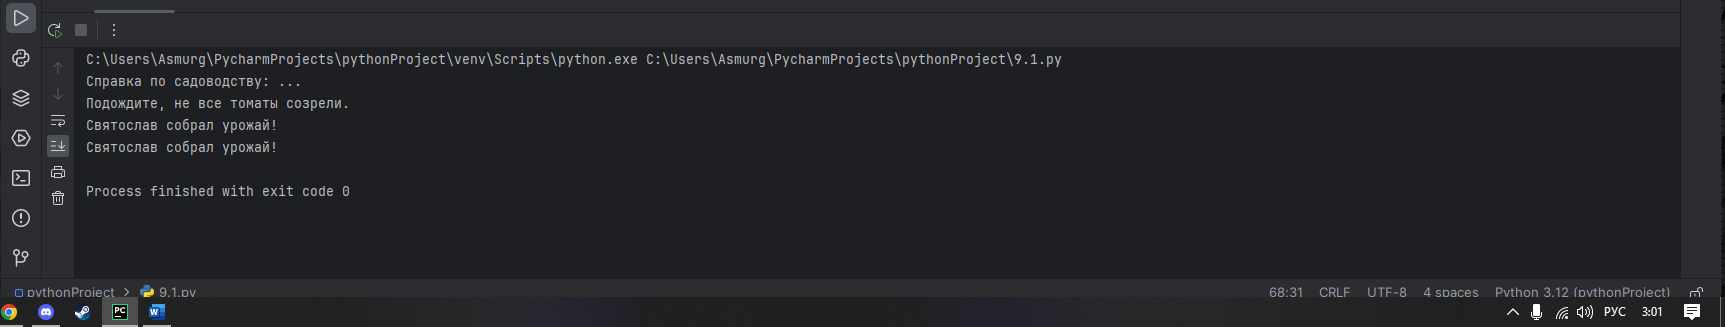 C:\Users\Asmurg\PycharmProjects\pythonProject\venv\Scripts\python.exe C:\Users\Asmurg\PycharmProjects\pythonProject\9.1.py
Справка по садоводству: ...
Подождите, не все томаты созрели.
Святослав собрал урожай!
Святослав собрал урожай!
Process finished with exit code 0
pythonProject > 9.1.py 68:31 CRLF UTF-8 4 spaces Python 3.12 (pythonProject)
PC W РУС 3:01